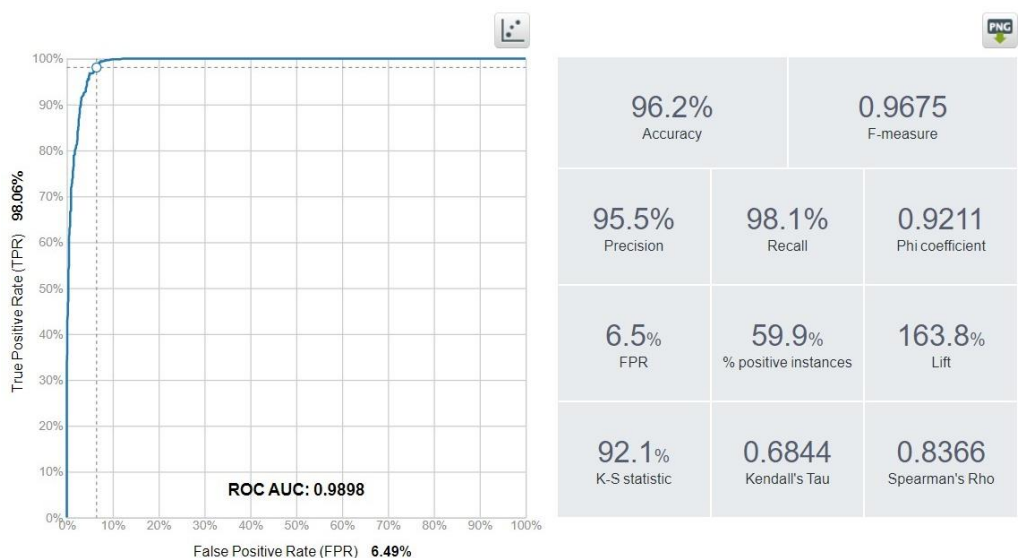 PNG
100%
90%
80%
70%
60%
50%
40%
30%
20%
10%
0%
True Positive Rate (TPR) 98.06%
ROC AUC: 0.9898
0% 10% 20% 30% 40% 50% 60% 70% 80% 90% 100%
False Positive Rate (FPR) 6.49%
96.2%
Accuracy
0.9675
F-measure
95.5%
Precision
98.1%
Recall
0.9211
Phi coefficient
6.5%
FPR
59.9%
% positive instances
163.8%
Lift
92.1%
K-S statistic
0.6844
Kendall's Tau
0.8366
Spearman's Rho